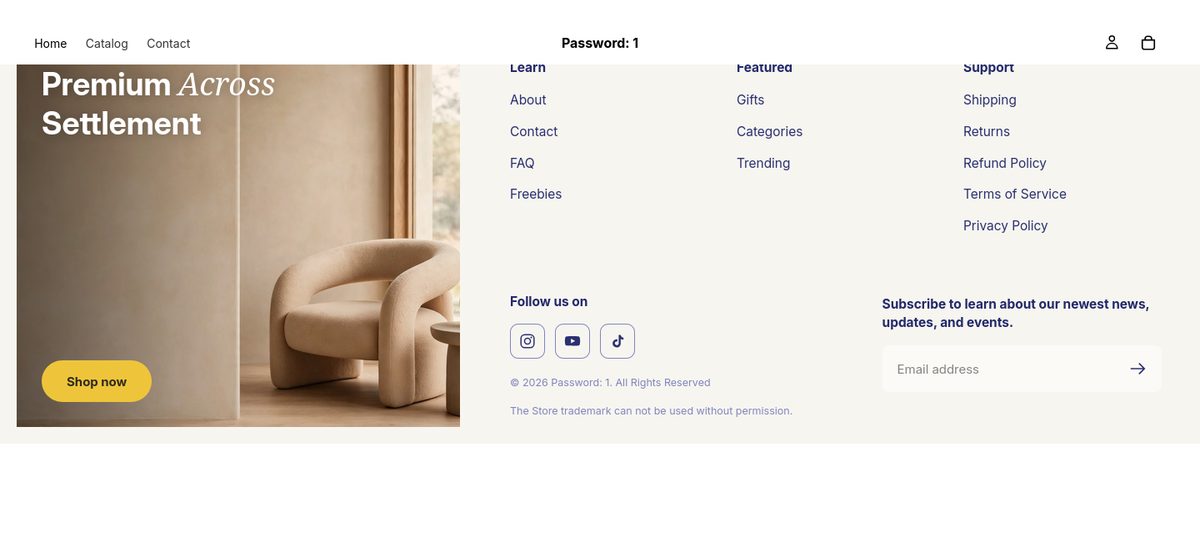 Home
Catalog
Contact
Password: 1
Premium Across
Settlement
Shop now
Learn
About
Contact
FAQ
Freebies
Featured
Gifts
Categories
Trending
Support
Shipping
Returns
Refund Policy
Terms of Service
Privacy Policy
Follow us on
© 2026 Password: 1. All Rights Reserved
The Store trademark can not be used without permission.
Subscribe to learn about our newest news,
updates, and events.
Email address